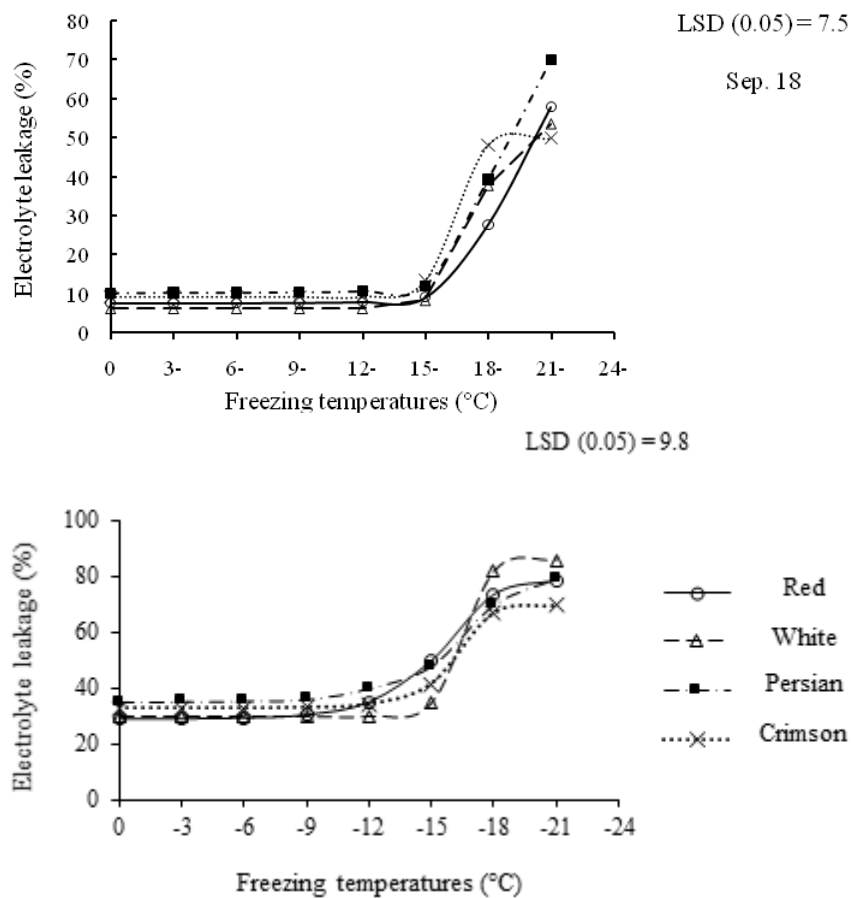 LSD (0.05) = 7.5
Sep. 18
Electrolyte leakage (%)
80
70
60
50
40
30
20
10
0
0 3- 6- 9- 12- 15- 18- 21- 24-
Freezing temperatures (°C)
LSD (0.05) = 9.8
Electrolyte leakage (%)
100
80
60
40
20
0
0 -3 -6 -9 -12 -15 -18 -21 -24
Freezing temperatures (°C)
Red
White
Persian
Crimson